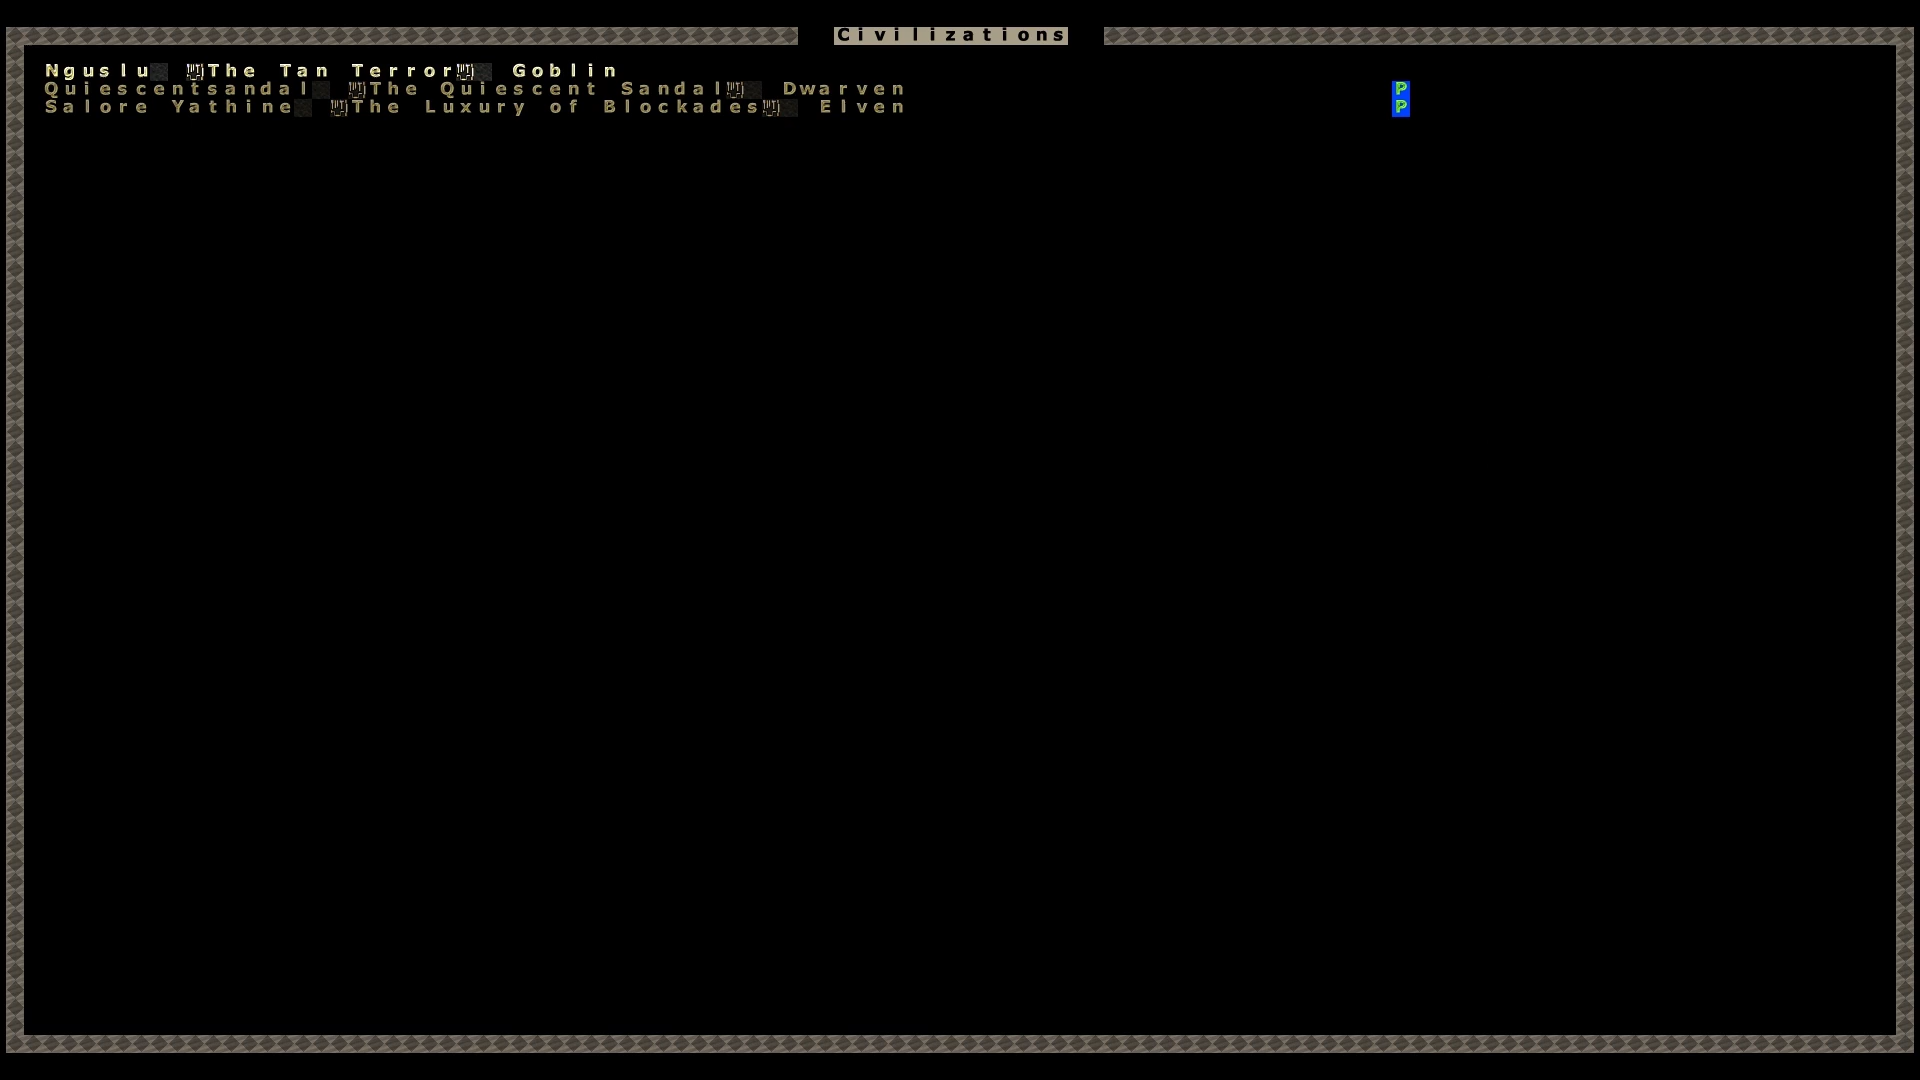 Civilizations
Nguslu The Tan Terror Goblin
Quiescentsandal The Quiescent Sandal Dwarven P
Salore Yathine The Luxury of Blockades Elven P